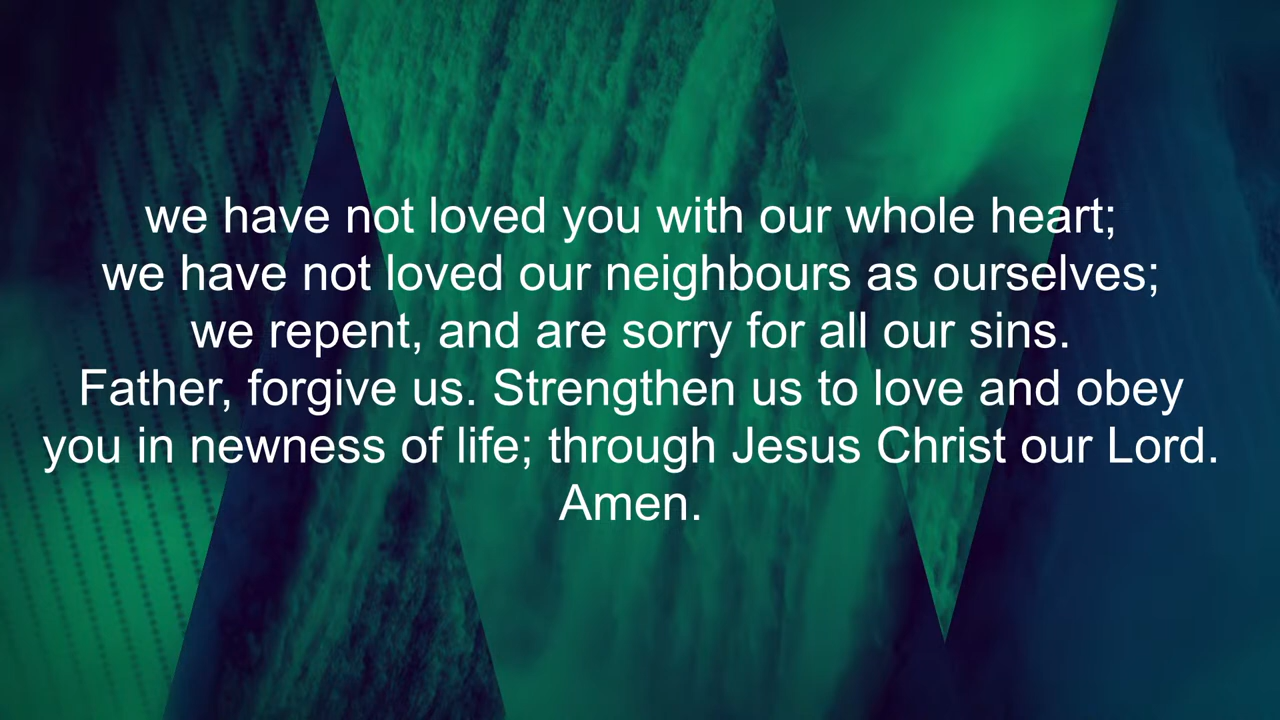 we have not loved you with our whole heart;
we have not loved our neighbours as ourselves;
we repent, and are sorry for all our sins.
Father, forgive us. Strengthen us to love and obey
you in newness of life; through Jesus Christ our Lord.
Amen.